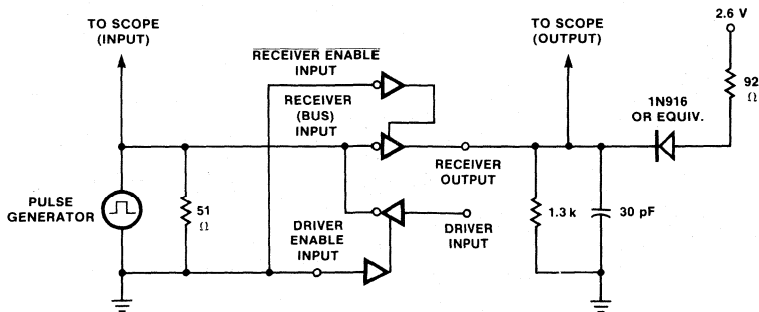 TO SCOPE
(INPUT)
TO SCOPE
(OUTPUT)
2.6 V
RECEIVER ENABLE
INPUT
RECEIVER
(BUS)
INPUT
92
Ω
1N916
OR EQUIV.
RECEIVER
OUTPUT
PULSE
GENERATOR
51
Ω
DRIVER
ENABLE
INPUT
DRIVER
INPUT
1.3 k
30 pF